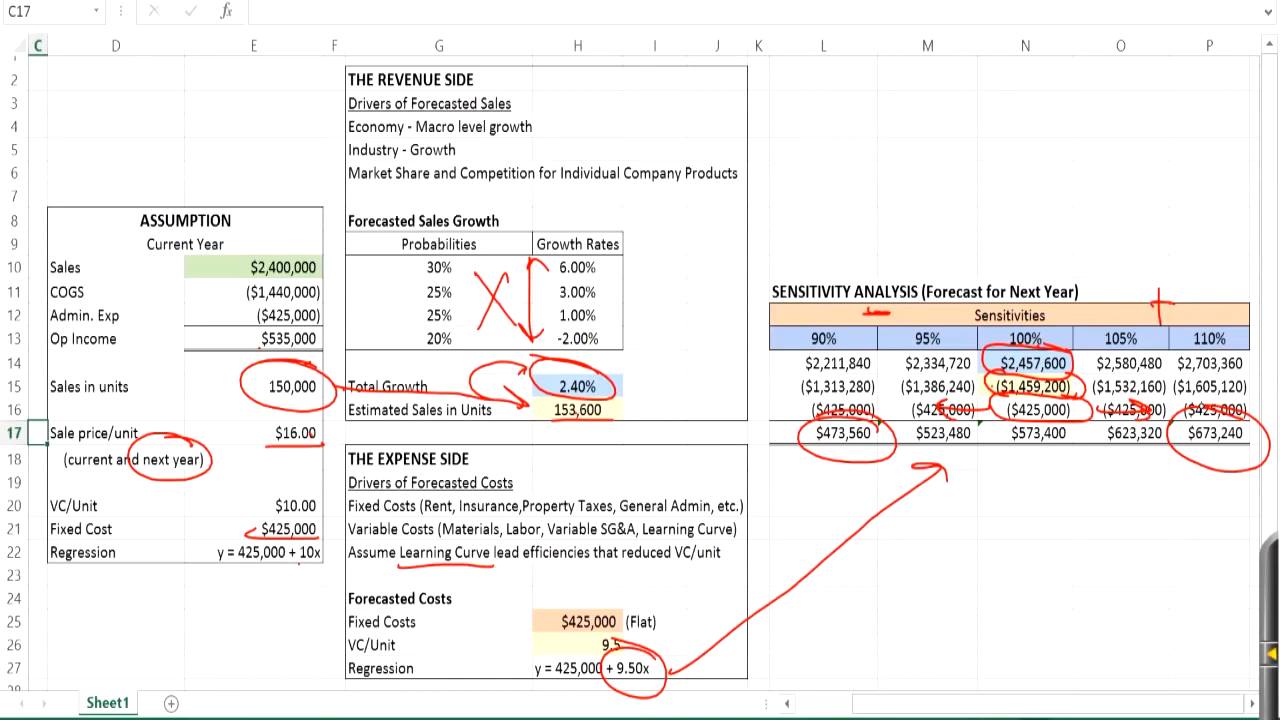 C17 fx
C D E F G H I J K L M N O P
2 THE REVENUE SIDE
3 Drivers of Forecasted Sales
4 Economy - Macro level growth
5 Industry - Growth
6 Market Share and Competition for Individual Company Products
7
8 ASSUMPTION Forecasted Sales Growth
9 Current Year Probabilities Growth Rates
10 Sales $2,400,000 30% 6.00%
11 COGS ($1,440,000) 25% 3.00% SENSITIVITY ANALYSIS (Forecast for Next Year)
12 Admin. Exp ($425,000) 25% 1.00% Sensitivities
13 Op Income $535,000 20% -2.00% 90% 95% 100% 105% 110%
14 $2,211,840 $2,334,720 $2,457,600 $2,580,480 $2,703,360
15 Sales in units 150,000 Total Growth 2.40% ($1,313,280) ($1,386,240) ($1,459,200) ($1,532,160) ($1,605,120)
16 Estimated Sales in Units 153,600 ($425,000) ($425,000) ($425,000) ($425,000) ($425,000)
17 Sale price/unit $16.00 $473,560 $523,480 $573,400 $623,320 $673,240
18 (current and next year) THE EXPENSE SIDE
19 Drivers of Forecasted Costs
20 VC/Unit $10.00 Fixed Costs (Rent, Insurance,Property Taxes, General Admin, etc.)
21 Fixed Cost $425,000 Variable Costs (Materials, Labor, Variable SG&A, Learning Curve)
22 Regression y = 425,000 + 10x Assume Learning Curve lead efficiencies that reduced VC/unit
23
24 Forecasted Costs
25 Fixed Costs $425,000 (Flat)
26 VC/Unit 9.5
27 Regression y = 425,000 + 9.50x
Sheet1